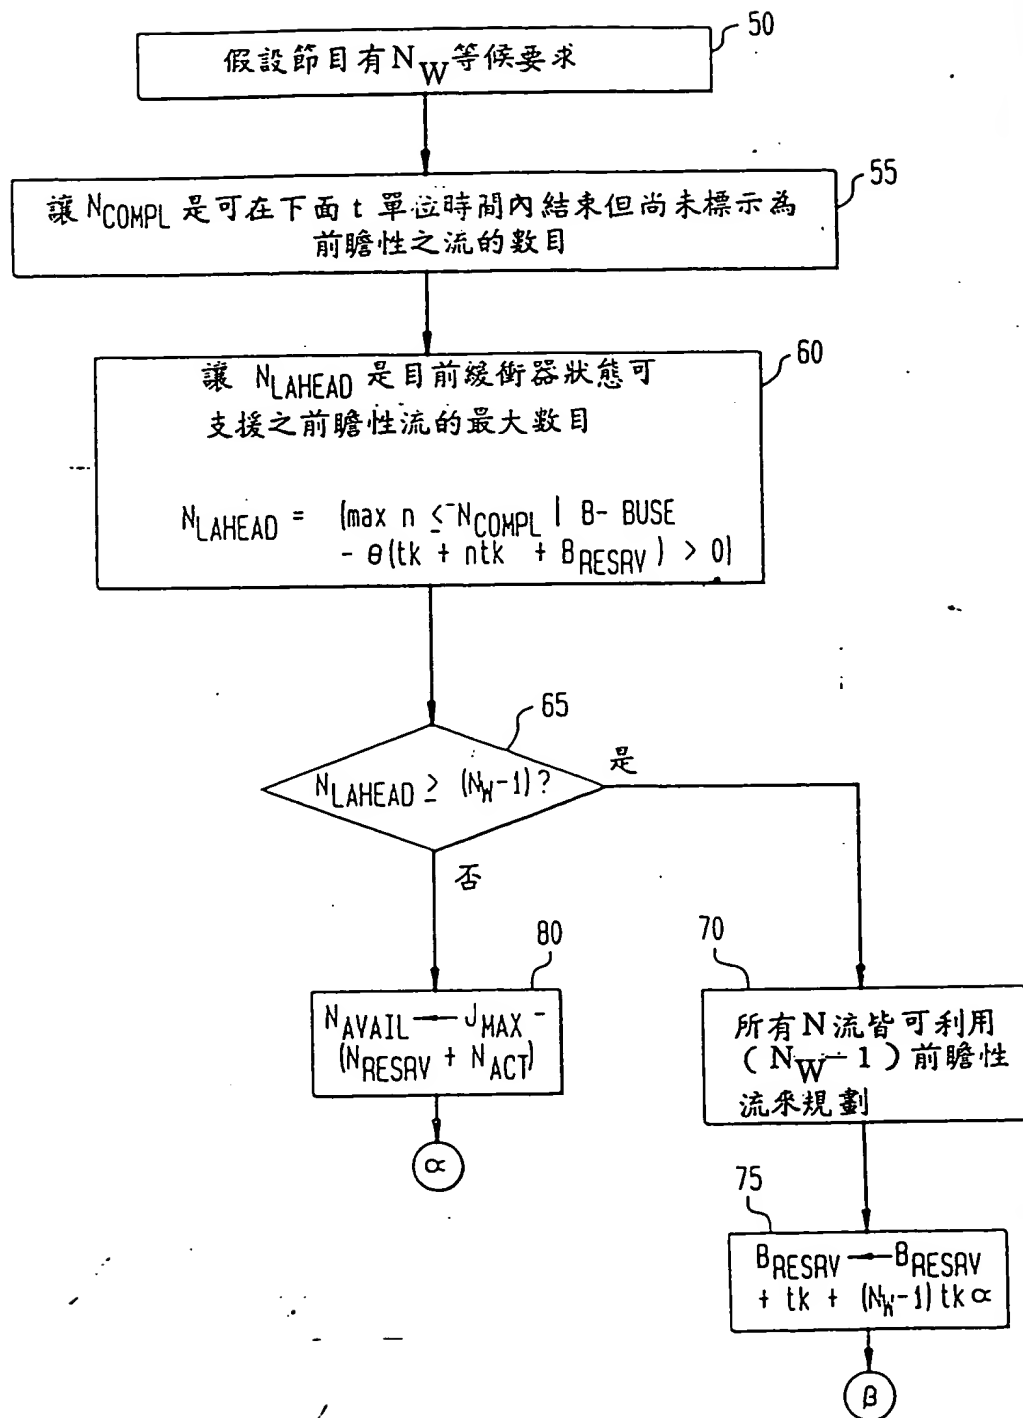 50
假設節目有N_W等候要求
55
讓 N_COMPL 是可在下面 t 單位時間內結束但尚未標示為
前瞻性之流的數目
60
讓 N_LAHEAD 是目前緩衝器狀態可
支援之前瞻性流的最大數目
N_LAHEAD = (max n ≤ N_COMPL | B- BUSE
- θ(tk + ntk + B_RESRV) > 0)
65
N_LAHEAD ≥ (N_W-1)?
是
否
80
N_AVAIL ← J_MAX -
(N_RESRV + N_ACT)
α
70
所有N流皆可利用
(N_W-1)前瞻性
流來規劃
75
B_RESRV ← B_RESRV
+ tk + (N_W-1)tkα
β